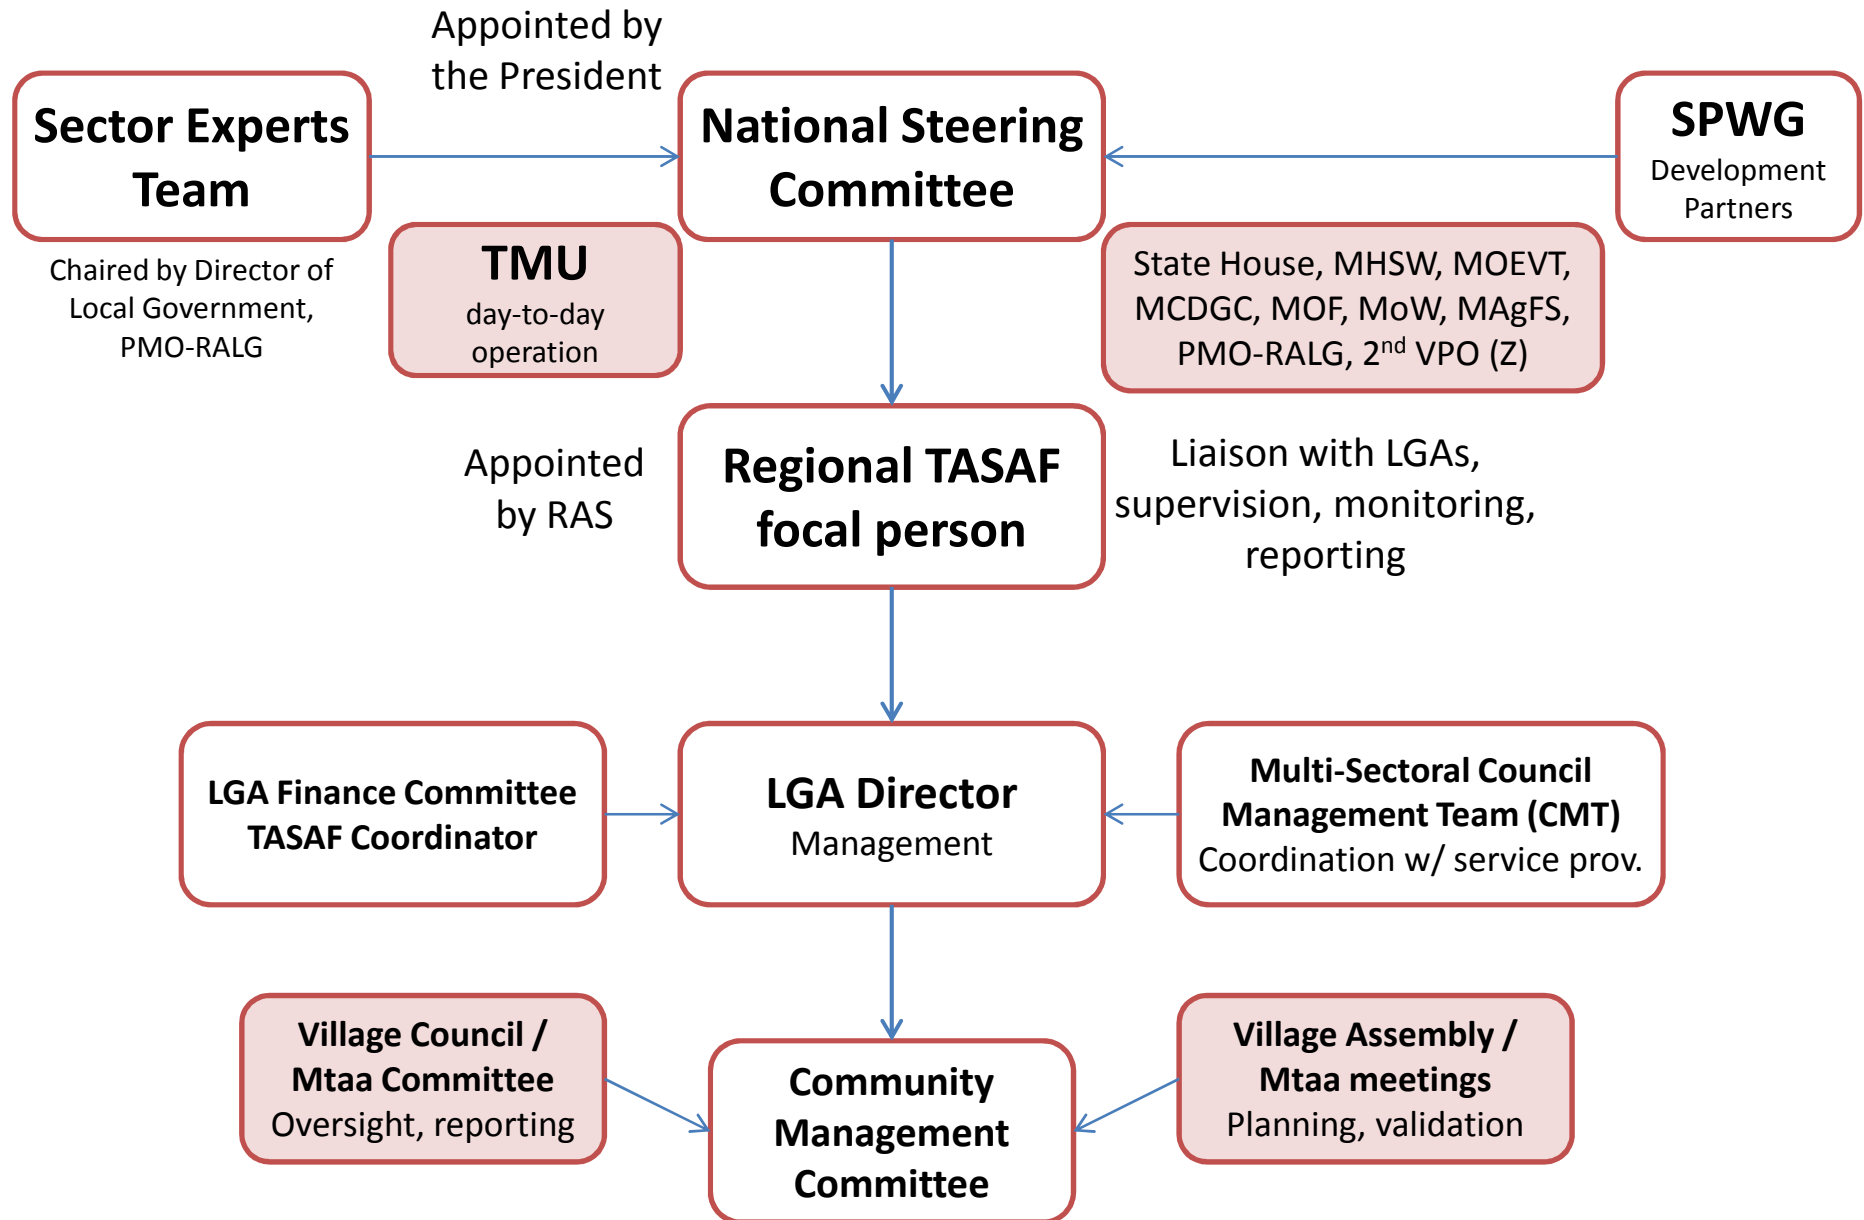 Appointed by
the President
Sector Experts
Team
National Steering
Committee
SPWG
Development
Partners
Chaired by Director of
Local Government,
PMO-RALG
TMU
day-to-day
operation
State House, MHSW, MOEVT,
MCDGC, MOF, MoW, MAgFS,
PMO-RALG, 2nd VPO (Z)
Appointed
by RAS
Regional TASAF
focal person
Liaison with LGAs,
supervision, monitoring,
reporting
LGA Finance Committee
TASAF Coordinator
LGA Director
Management
Multi-Sectoral Council
Management Team (CMT)
Coordination w/ service prov.
Village Council /
Mtaa Committee
Oversight, reporting
Community
Management
Committee
Village Assembly /
Mtaa meetings
Planning, validation